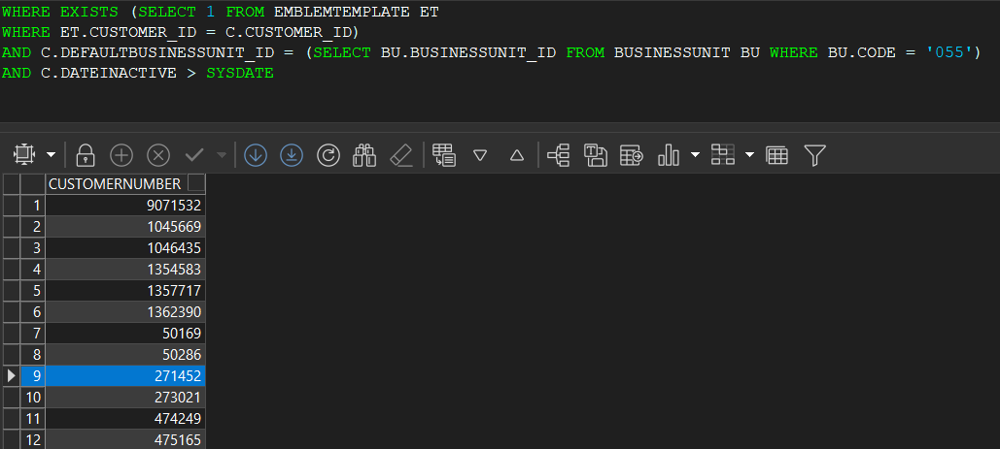 WHERE EXISTS (SELECT 1 FROM EMBLEMTEMPLATE ET
WHERE ET.CUSTOMER_ID = C.CUSTOMER_ID)
AND C.DEFAULTBUSINESSUNIT_ID = (SELECT BU.BUSINESSUNIT_ID FROM BUSINESSUNIT BU WHERE BU.CODE = '055')
AND C.DATEINACTIVE > SYSDATE
CUSTOMERNUMBER
1 9071532
2 1045669
3 1046435
4 1354583
5 1357717
6 1362390
7 50169
8 50286
9 271452
10 273021
11 474249
12 475165